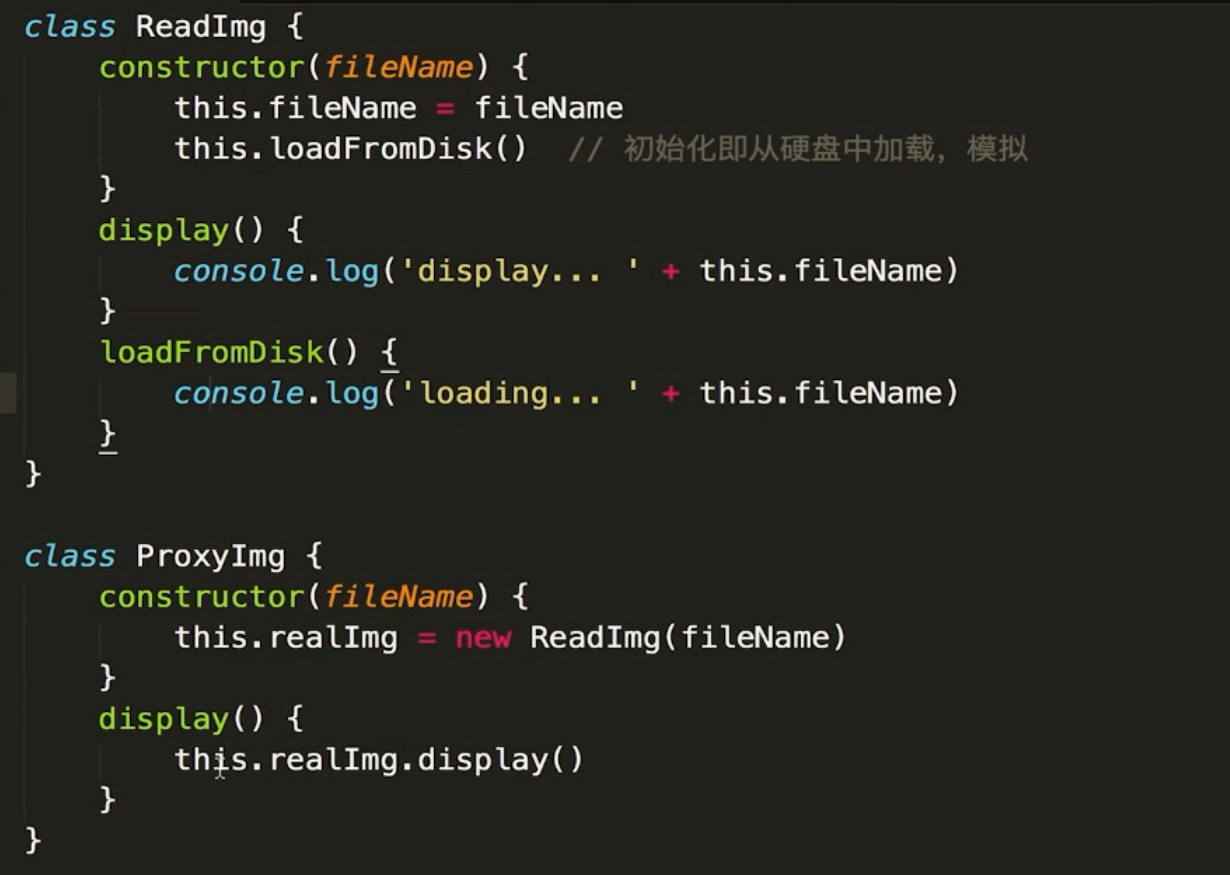 class ReadImg {
    constructor(fileName) {
        this.fileName = fileName
        this.loadFromDisk()  // 初始化即从硬盘中加载，模拟
    }
    display() {
        console.log('display... ' + this.fileName)
    }
    loadFromDisk() {
        console.log('loading... ' + this.fileName)
    }
}

class ProxyImg {
    constructor(fileName) {
        this.realImg = new ReadImg(fileName)
    }
    display() {
        this.realImg.display()
    }
}